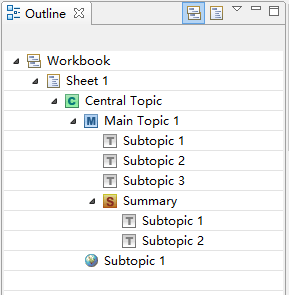 Outline
Workbook
Sheet 1
C Central Topic
M Main Topic 1
T Subtopic 1
T Subtopic 2
T Subtopic 3
S Summary
T Subtopic 1
T Subtopic 2
Subtopic 1